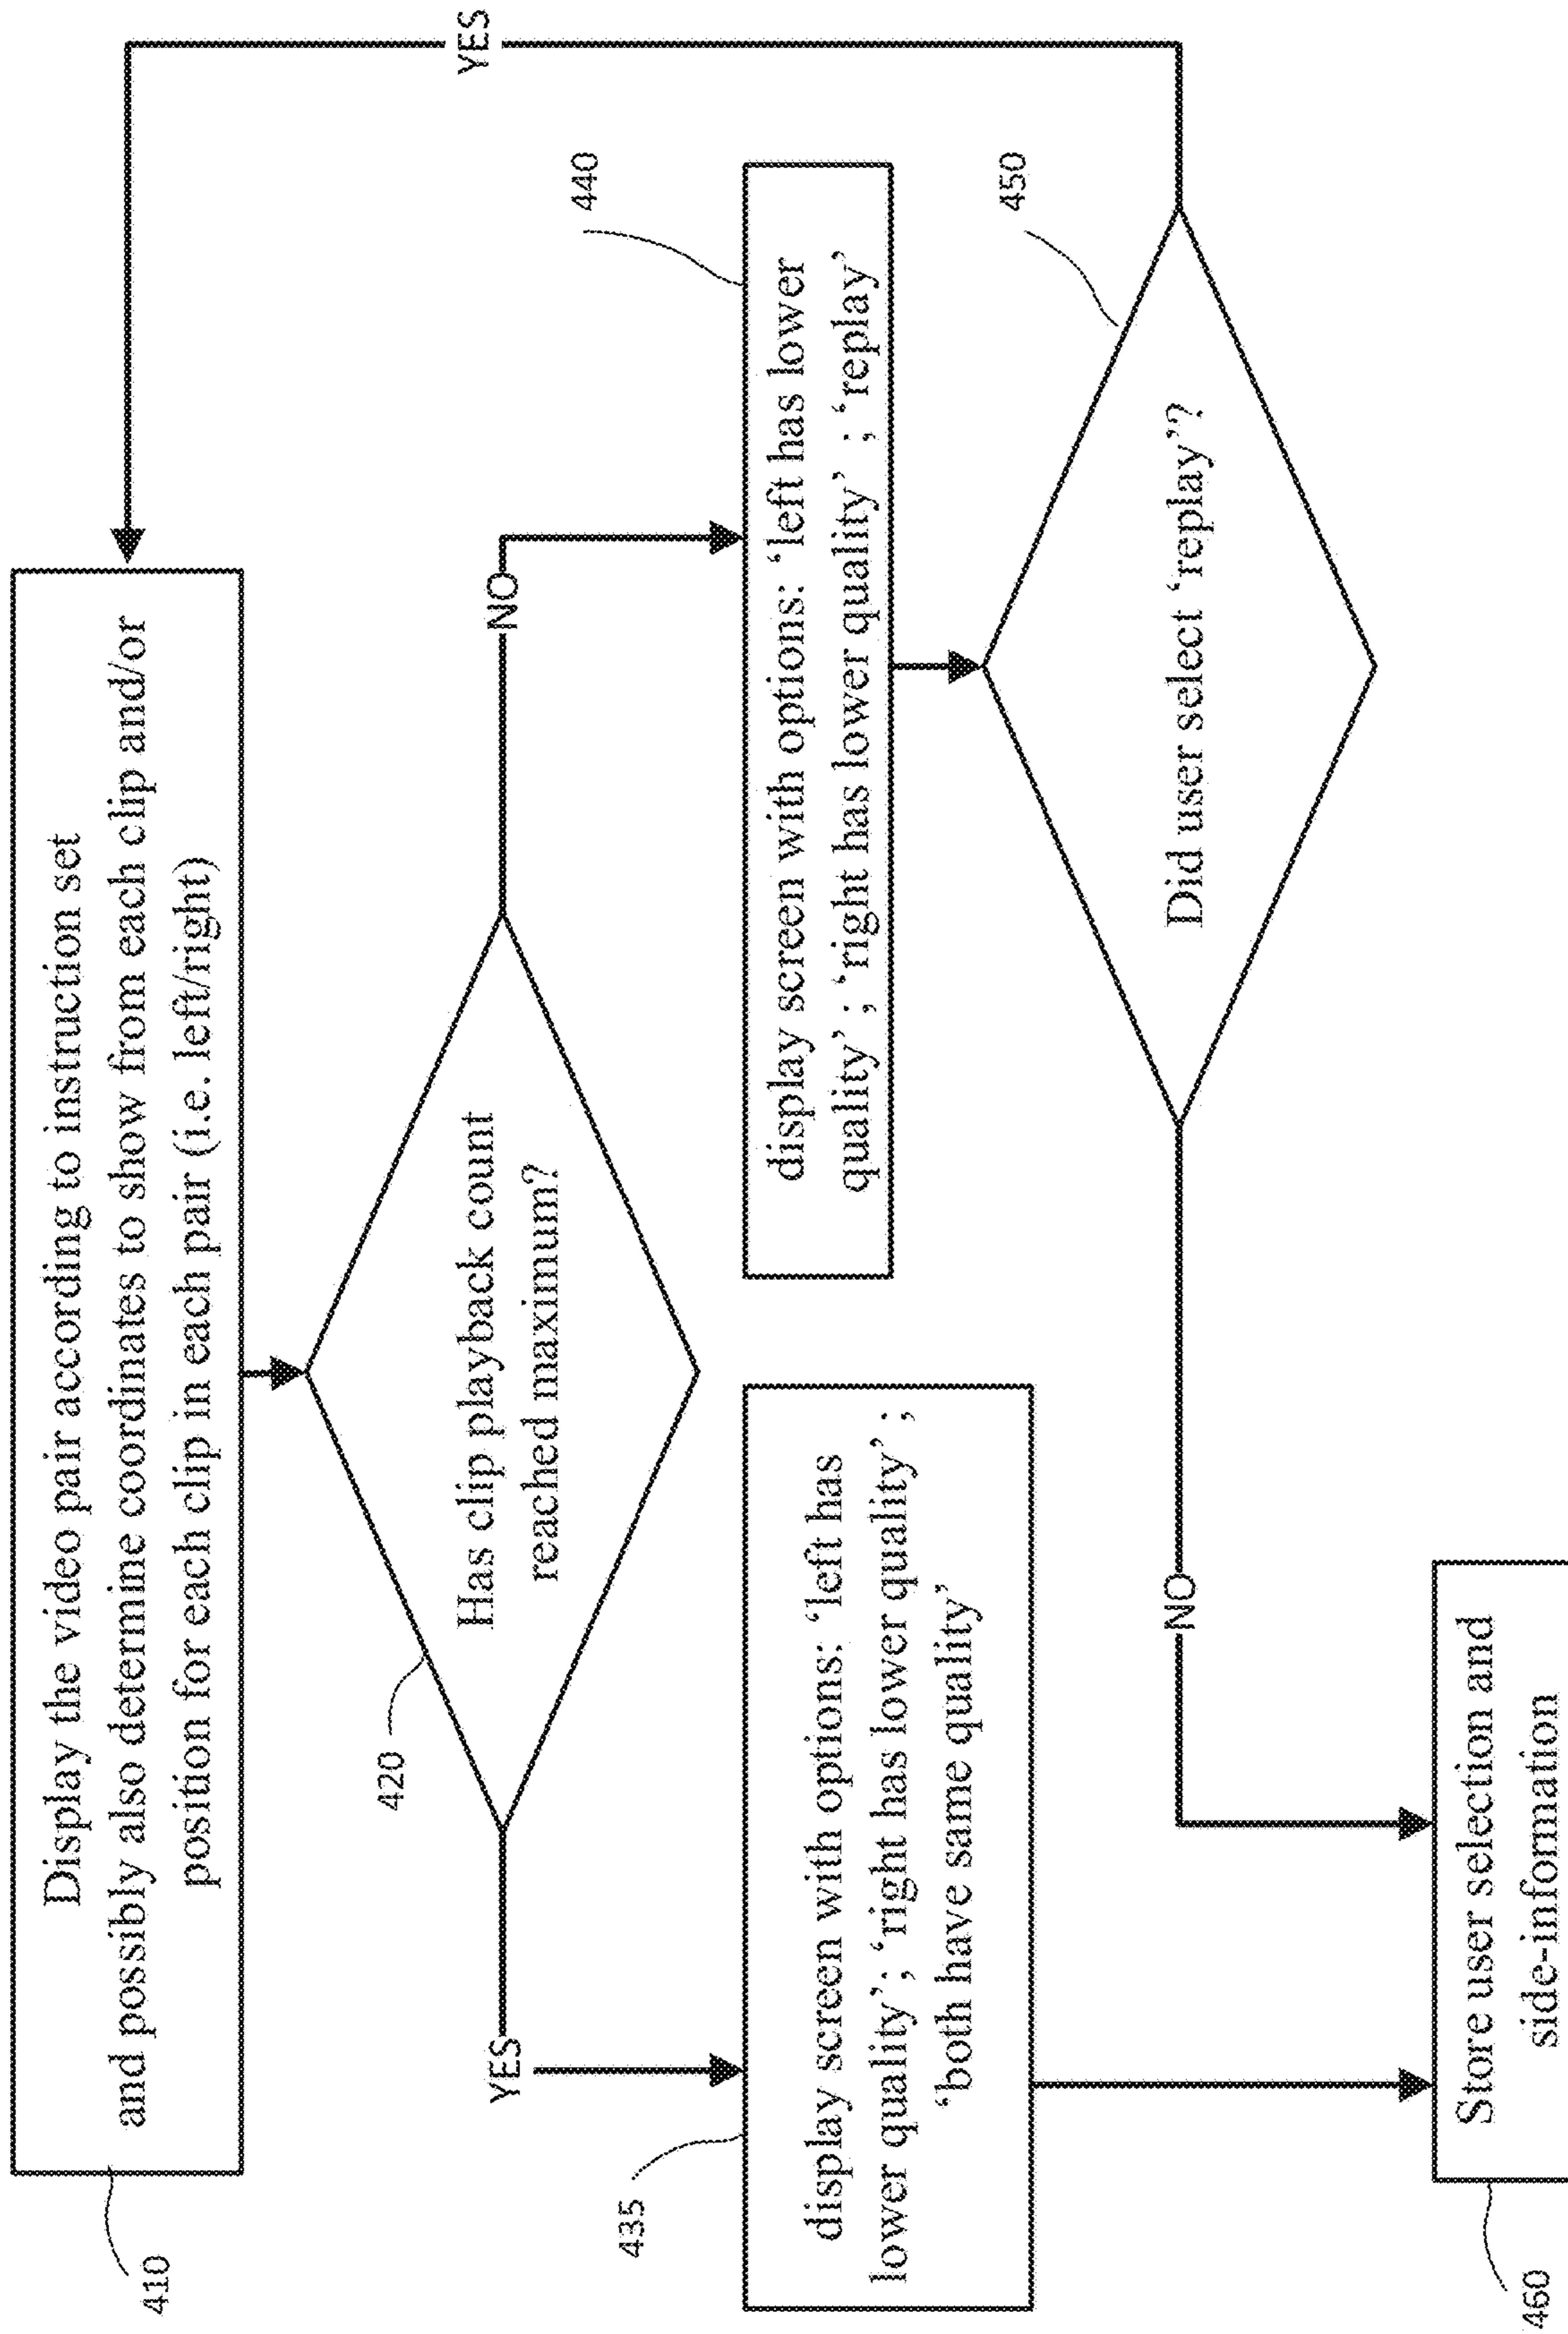 410
Display the video pair according to instruction set
and possibly also determine coordinates to show from each clip and/or
position for each clip in each pair (i.e. left/right)
YES
420
Has clip playback count
reached maximum?
YES
NO
435
display screen with options: ‘left has
lower quality’; ‘right has lower quality’ ;
‘both have same quality’
440
display screen with options: ‘left has lower
quality’ ; ‘right has lower quality’ ; ‘replay’
450
Did user select ‘replay’?
NO
460
Store user selection and
side-information